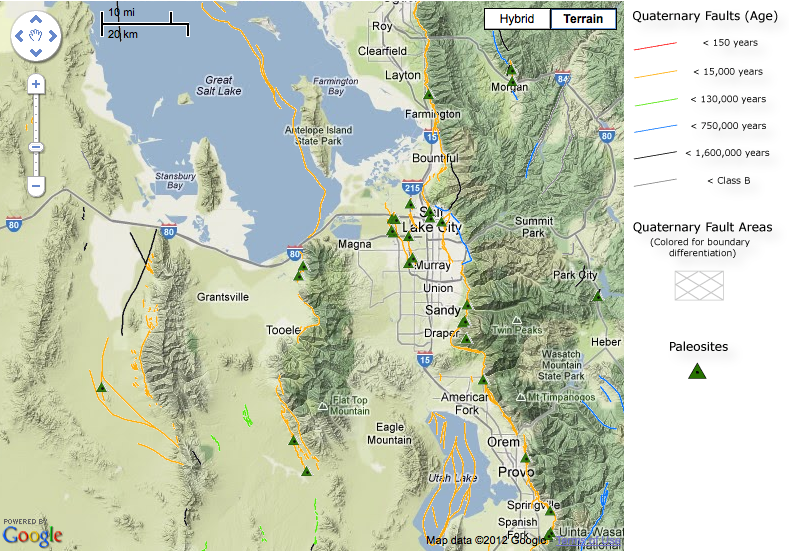 10 mi
20 km
Hybrid
Terrain
Roy
Clearfield
Layton
Great
Salt Lake
Farmington
Bay
Morgan
84
Farmington
80
Antelope Island
State Park
15
Bountiful
Stansbury
Bay
215
Salt
Lake City
Summit
Park
80
80
Magna
80
Murray
Park City
Grantsville
Union
Sandy
Tooele
Draper
Twin Peaks
Heber
15
Wasatch
Mountain
State Park
American
Fork
Mt Timpanogos
Flat Top
Mountain
Eagle
Mountain
Orem
Provo
Utah Lake
Springville
Spanish
Fork
Uinta-Wasat
National
POWERED BY
Google
Map data ©2012 Google
Quaternary Faults (Age)
< 150 years
< 15,000 years
< 130,000 years
< 750,000 years
< 1,600,000 years
< Class B
Quaternary Fault Areas
(Colored for boundary
differentiation)
Paleosites